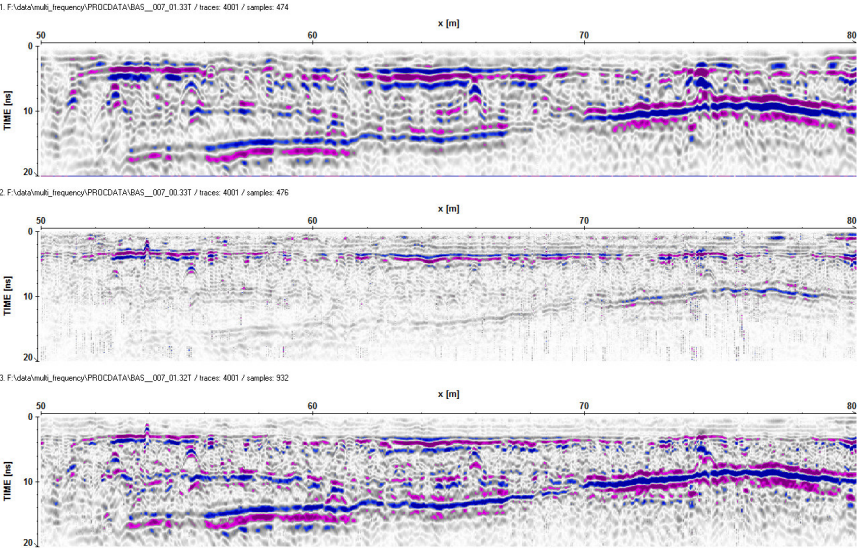 1. F:\data\multi_frequency\PROCDATA\BAS__007_01.33T / traces: 4001 / samples: 474
x [m]
50 60 70 80
TIME [ns]
0
10
20
2. F:\data\multi_frequency\PROCDATA\BAS__007_00.33T / traces: 4001 / samples: 476
x [m]
50 60 70 80
TIME [ns]
0
10
20
3. F:\data\multi_frequency\PROCDATA\BAS__007_01.32T / traces: 4001 / samples: 932
x [m]
50 60 70 80
TIME [ns]
0
10
20